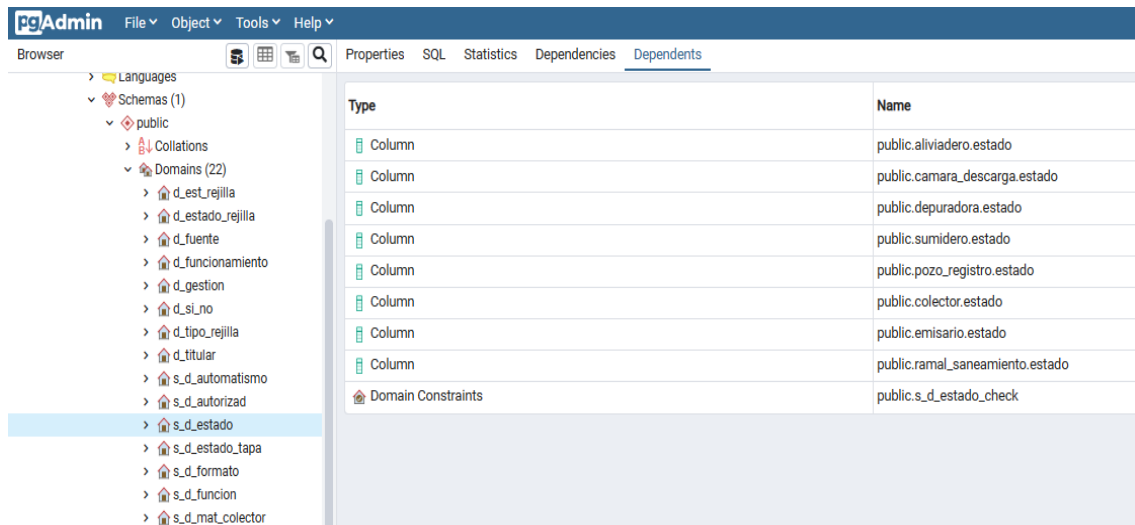 pgAdmin File Object Tools Help
Browser Properties SQL Statistics Dependencies Dependents
Languages
Schemas (1)
public
Collations
Domains (22)
d_est_rejilla
d_estado_rejilla
d_fuente
d_funcionamiento
d_gestion
d_si_no
d_tipo_rejilla
d_titular
s_d_automatismo
s_d_autorizad
s_d_estado
s_d_estado_tapa
s_d_formato
s_d_funcion
s_d_mat_colector
Type Name
Column public.aliviadero.estado
Column public.camara_descarga.estado
Column public.depuradora.estado
Column public.sumidero.estado
Column public.pozo_registro.estado
Column public.colector.estado
Column public.emisario.estado
Column public.ramal_saneamiento.estado
Domain Constraints public.s_d_estado_check